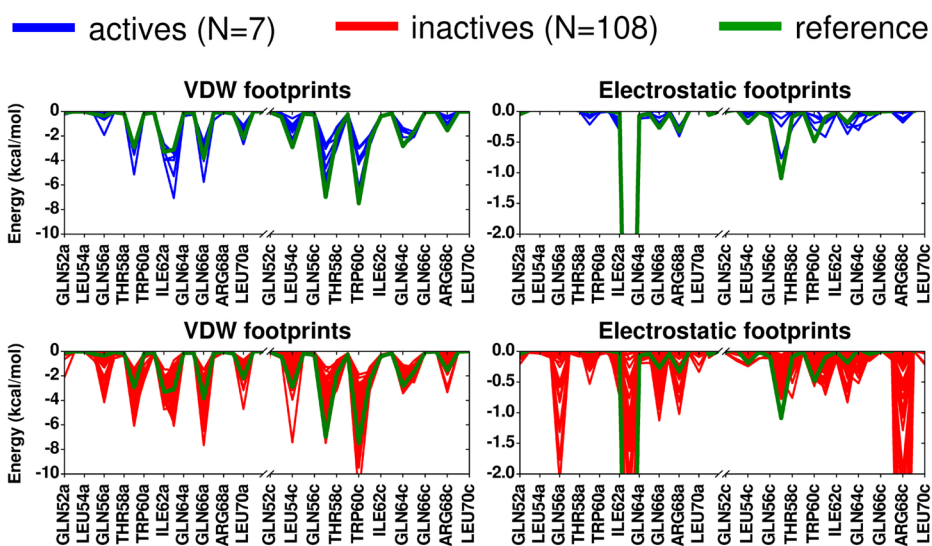 actives (N=7) inactives (N=108) reference
VDW footprints Electrostatic footprints
Energy (kcal/mol)
0
-2
-4
-6
-8
-10
GLN52a LEU54a GLN56a THR58a TRP60a ILE62a GLN64a GLN66a ARG68a LEU70a GLN52c LEU54c GLN56c THR58c TRP60c ILE62c GLN64c GLN66c ARG68c LEU70c
0.0
-0.5
-1.0
-1.5
-2.0
GLN52a LEU54a GLN56a THR58a TRP60a ILE62a GLN64a GLN66a ARG68a LEU70a GLN52c LEU54c GLN56c THR58c TRP60c ILE62c GLN64c GLN66c ARG68c LEU70c
VDW footprints Electrostatic footprints
Energy (kcal/mol)
0
-2
-4
-6
-8
-10
GLN52a LEU54a GLN56a THR58a TRP60a ILE62a GLN64a GLN66a ARG68a LEU70a GLN52c LEU54c GLN56c THR58c TRP60c ILE62c GLN64c GLN66c ARG68c LEU70c
0.0
-0.5
-1.0
-1.5
-2.0
GLN52a LEU54a GLN56a THR58a TRP60a ILE62a GLN64a GLN66a ARG68a LEU70a GLN52c LEU54c GLN56c THR58c TRP60c ILE62c GLN64c GLN66c ARG68c LEU70c